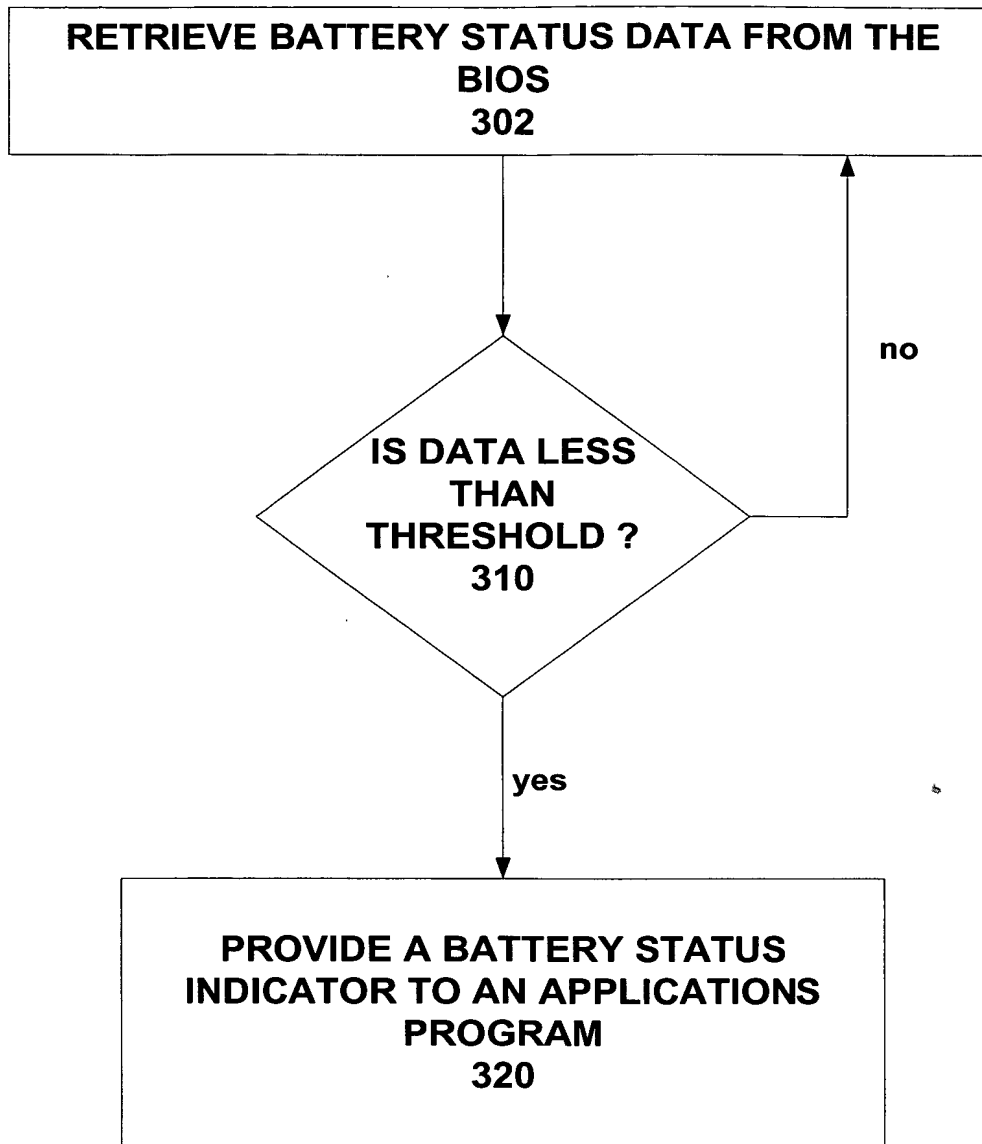 RETRIEVE BATTERY STATUS DATA FROM THE
BIOS
302
no
IS DATA LESS
THAN
THRESHOLD ?
310
yes
PROVIDE A BATTERY STATUS
INDICATOR TO AN APPLICATIONS
PROGRAM
320